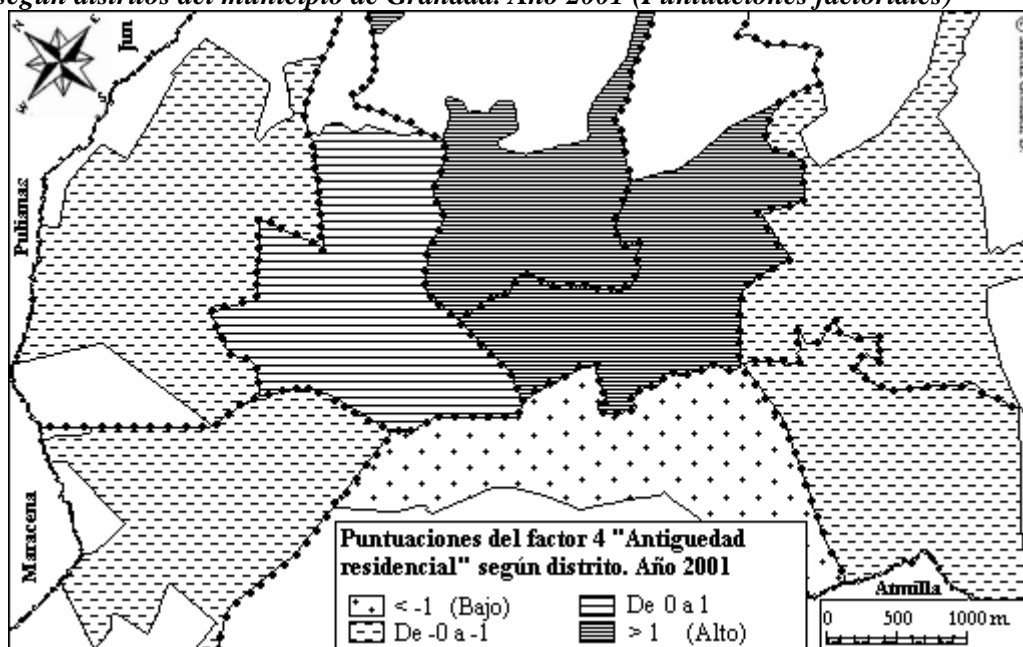 según distritos del municipio de Granada. Año 2001 (Puntuaciones factoriales)
N
E
W
S
Jun
Pulianas
Maracena
Puntuaciones del factor 4 "Antiguedad
residencial" según distrito. Año 2001
< -1 (Bajo)
De -0 a -1
De 0 a 1
> 1 (Alto)
Atmilla
0 500 1000 m